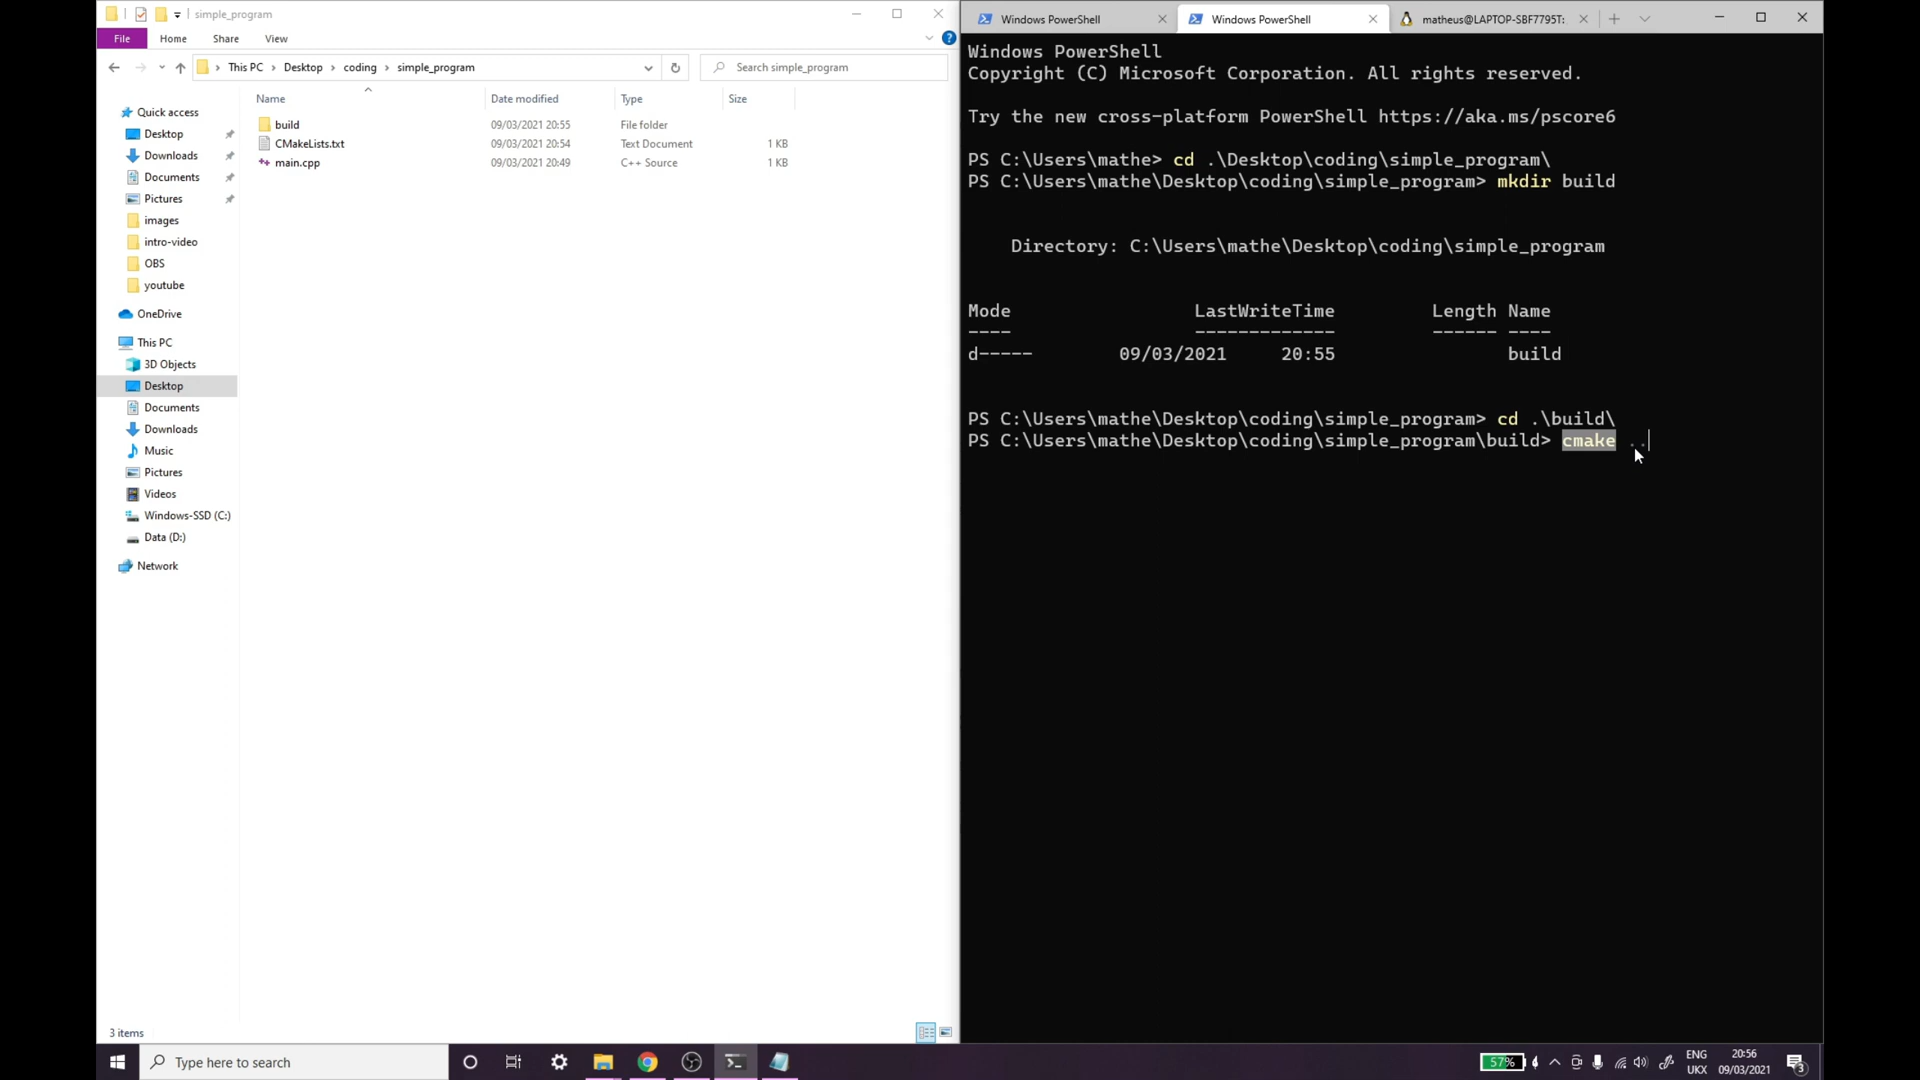 simple_program
File Home Share View
This PC Desktop coding simple_program
Search simple_program
Name Date modified Type Size
build 09/03/2021 20:55 File folder
CMakeLists.txt 09/03/2021 20:54 Text Document 1 KB
main.cpp 09/03/2021 20:49 C++ Source 1 KB
Quick access
Desktop
Downloads
Documents
Pictures
images
intro-video
OBS
youtube
OneDrive
This PC
3D Objects
Desktop
Documents
Downloads
Music
Pictures
Videos
Windows-SSD (C:)
Data (D:)
Network
3 items
Windows PowerShell
Windows PowerShell
matheus@LAPTOP-SBF7795T:
Windows PowerShell
Copyright (C) Microsoft Corporation. All rights reserved.
Try the new cross-platform PowerShell https://aka.ms/pscore6
PS C:\Users\mathe> cd .\Desktop\coding\simple_program\
PS C:\Users\mathe\Desktop\coding\simple_program> mkdir build
Directory: C:\Users\mathe\Desktop\coding\simple_program
Mode LastWriteTime Length Name
---- ------------- ------ ----
d----- 09/03/2021 20:55 build
PS C:\Users\mathe\Desktop\coding\simple_program> cd .\build\
PS C:\Users\mathe\Desktop\coding\simple_program\build> cmake ..
Type here to search
57%
ENG
UKX
20:56
09/03/2021
3